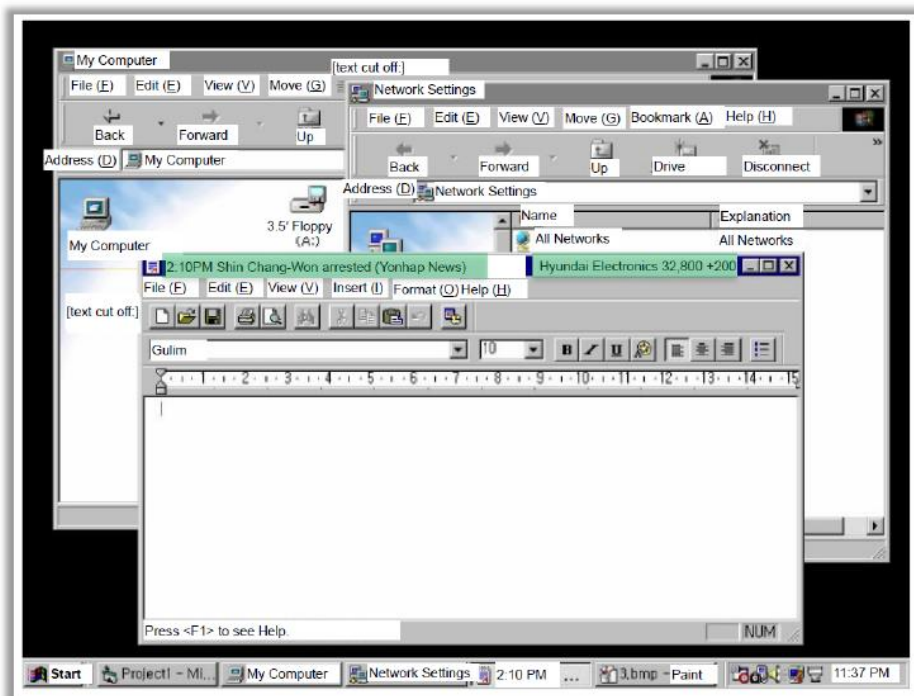 My Computer
[text cut off:]
File (F) Edit (E) View (V) Move (G)
Network Settings
File (F) Edit (E) View (V) Move (G) Bookmark (A) Help (H)
Back Forward Up
Back Forward Up Drive Disconnect
Address (D) My Computer
Address (D) Network Settings
3.5' Floppy
(A:)
My Computer
Name Explanation
All Networks All Networks
2:10PM Shin Chang-Won arrested (Yonhap News) Hyundai Electronics 32,800 +200
File (F) Edit (E) View (V) Insert (I) Format (O) Help (H)
[text cut off:]
Gulim 10 B I U
1 2 3 4 5 6 7 8 9 10 11 12 13 14 15
Press <F1> to see Help. NUM
Start Project1 - Mi... My Computer Network Settings 2:10 PM ... 3.bmp - Paint 11:37 PM